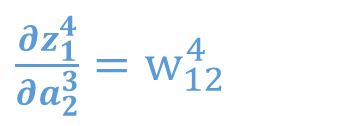 ∂z₁⁴/∂a₂³ = w₁₂⁴